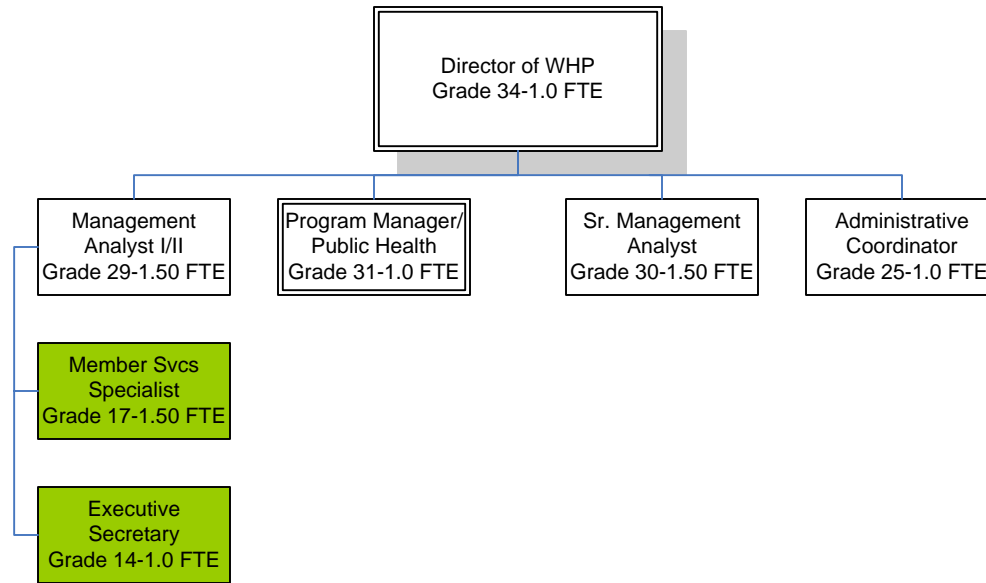 Director of WHP
Grade 34-1.0 FTE
Management
Analyst I/II
Grade 29-1.50 FTE
Program Manager/
Public Health
Grade 31-1.0 FTE
Sr. Management
Analyst
Grade 30-1.50 FTE
Administrative
Coordinator
Grade 25-1.0 FTE
Member Svcs
Specialist
Grade 17-1.50 FTE
Executive
Secretary
Grade 14-1.0 FTE